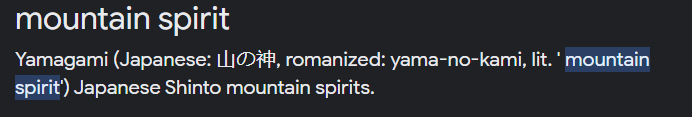 mountain spirit
Yamagami (Japanese: 山の神, romanized: yama-no-kami, lit. ' mountain
spirit') Japanese Shinto mountain spirits.